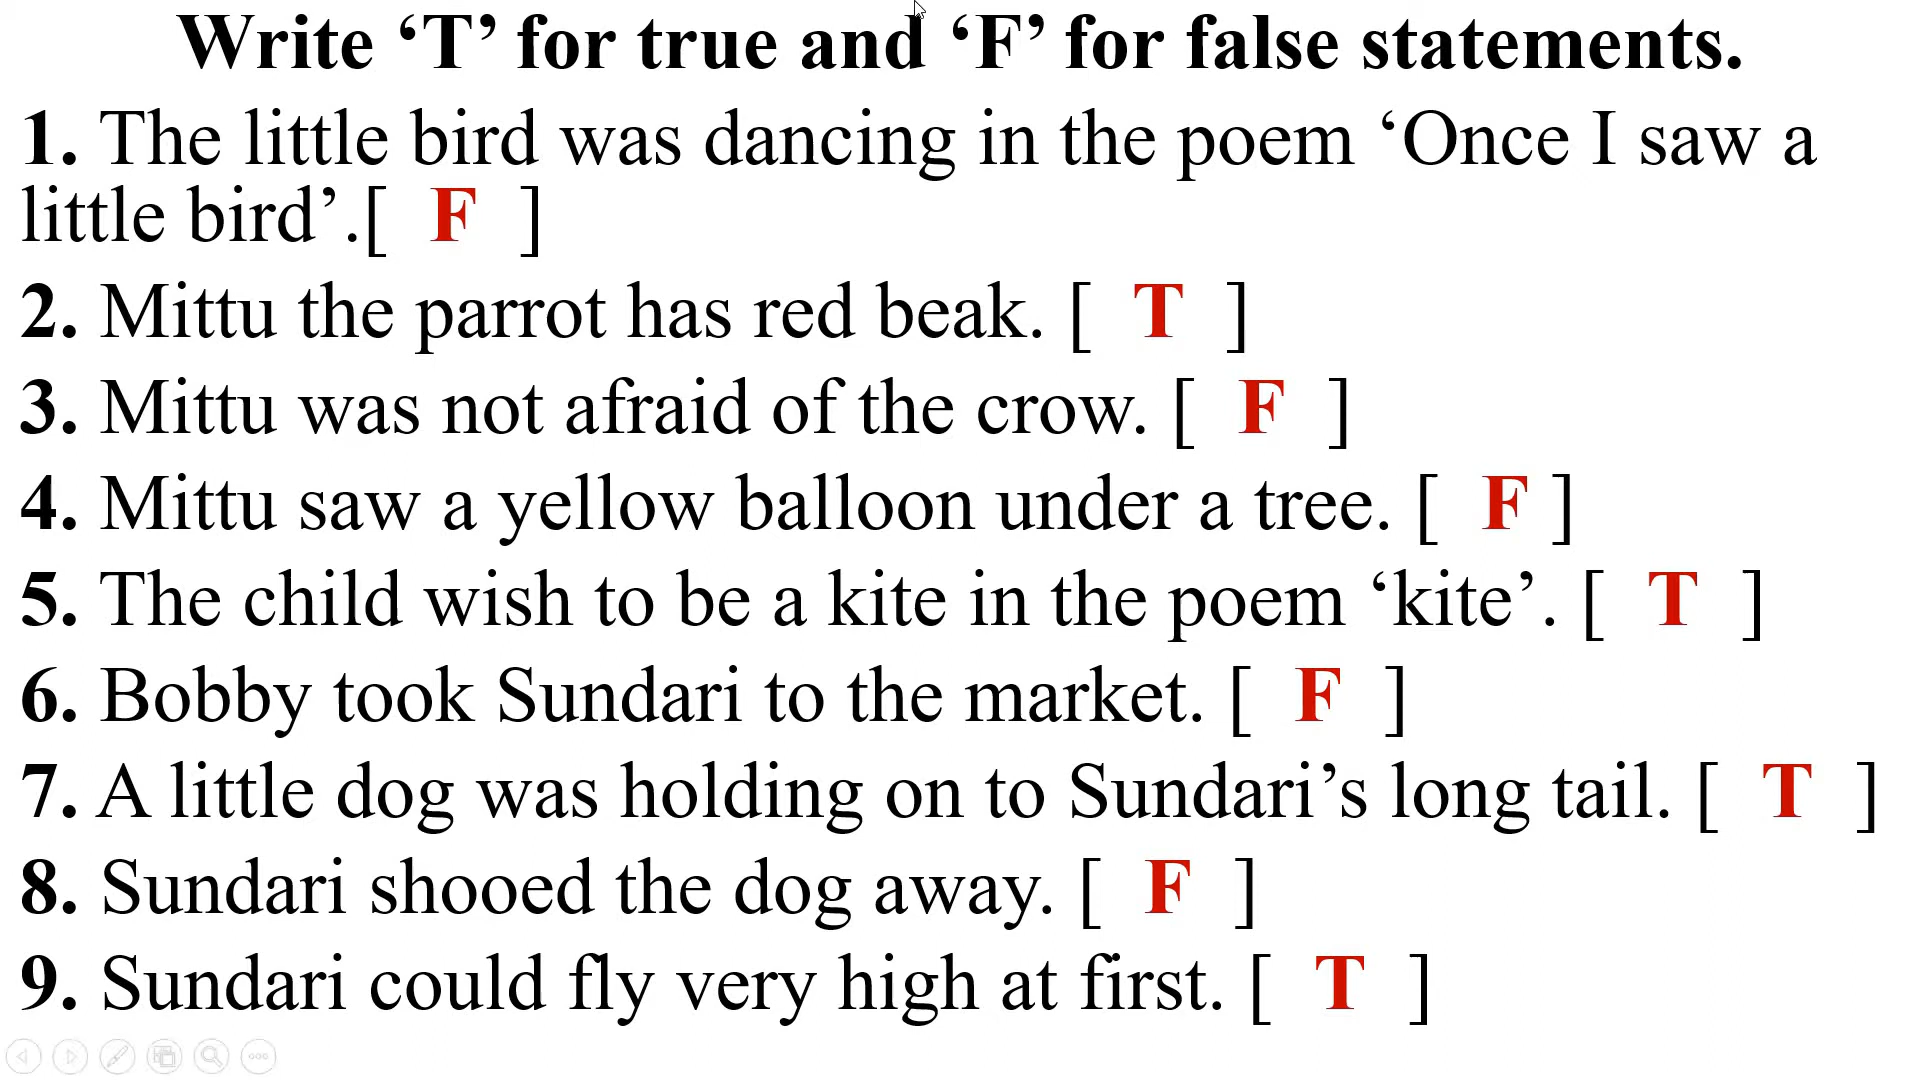 Write ‘T’ for true and ‘F’ for false statements.
1. The little bird was dancing in the poem ‘Once I saw a
little bird’.[ F ]
2. Mittu the parrot has red beak. [ T ]
3. Mittu was not afraid of the crow. [ F ]
4. Mittu saw a yellow balloon under a tree. [ F ]
5. The child wish to be a kite in the poem ‘kite’. [ T ]
6. Bobby took Sundari to the market. [ F ]
7. A little dog was holding on to Sundari’s long tail. [ T ]
8. Sundari shooed the dog away. [ F ]
9. Sundari could fly very high at first. [ T ]